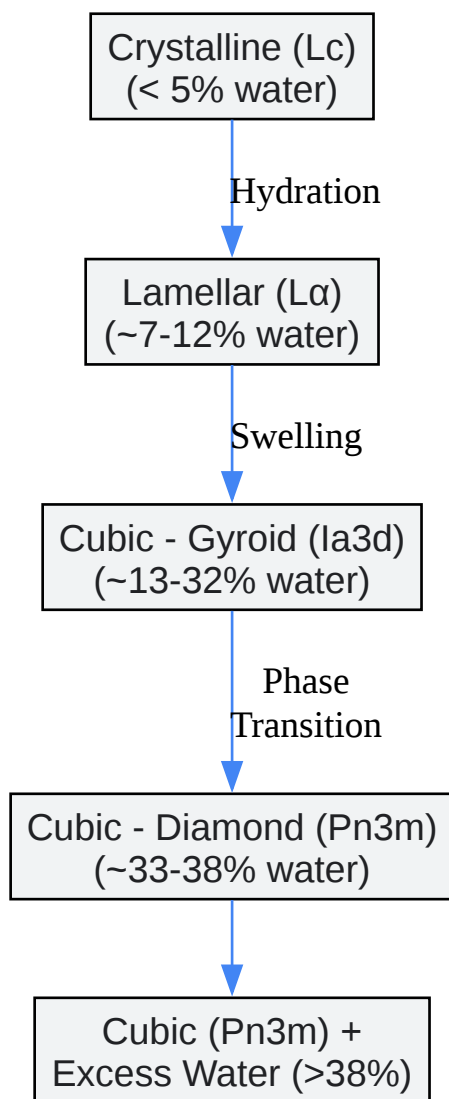 Crystalline (Lc)
(< 5% water)
Hydration
Lamellar (Lα)
(~7-12% water)
Swelling
Cubic - Gyroid (Ia3d)
(~13-32% water)
Phase
Transition
Cubic - Diamond (Pn3m)
(~33-38% water)
Cubic (Pn3m) +
Excess Water (>38%)